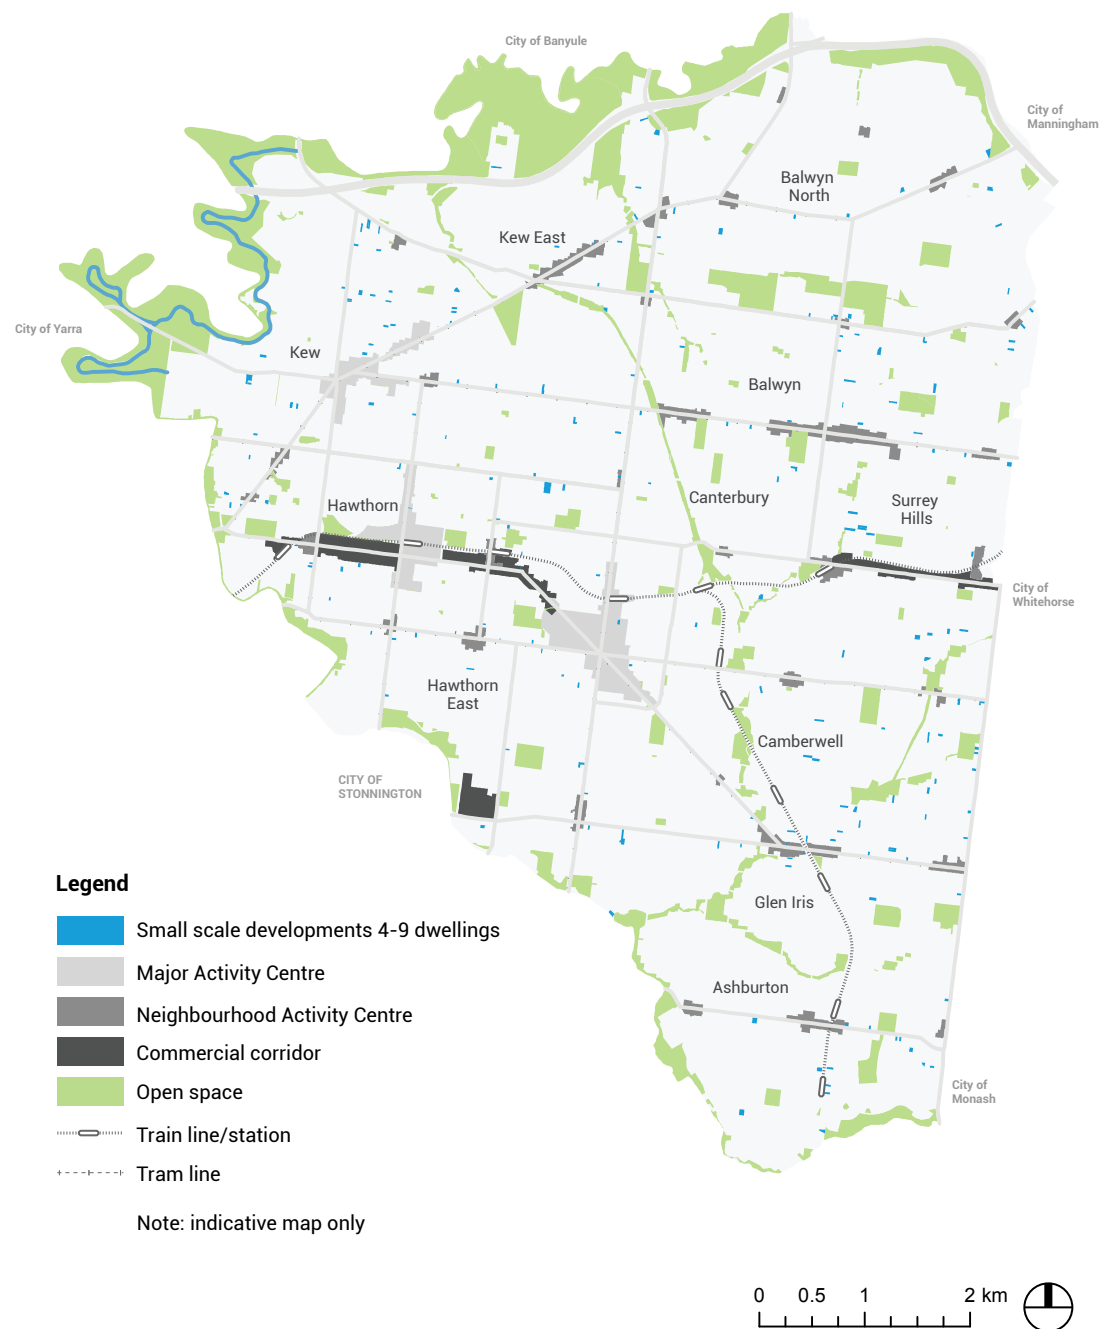 City of Banyule
City of
Manningham
Balwyn
North
Kew East
City of Yarra
Kew
Balwyn
Canterbury
Surrey
Hills
Hawthorn
City of
Whitehorse
Hawthorn
East
Camberwell
CITY OF
STONNINGTON
Glen Iris
Ashburton
City of
Monash
Legend
Small scale developments 4-9 dwellings
Major Activity Centre
Neighbourhood Activity Centre
Commercial corridor
Open space
Train line/station
Tram line
Note: indicative map only
0 0.5 1 2 km